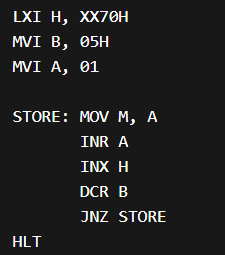 LXI H, XX70H
MVI B, 05H
MVI A, 01
STORE: MOV M, A
INR A
INX H
DCR B
JNZ STORE
HLT